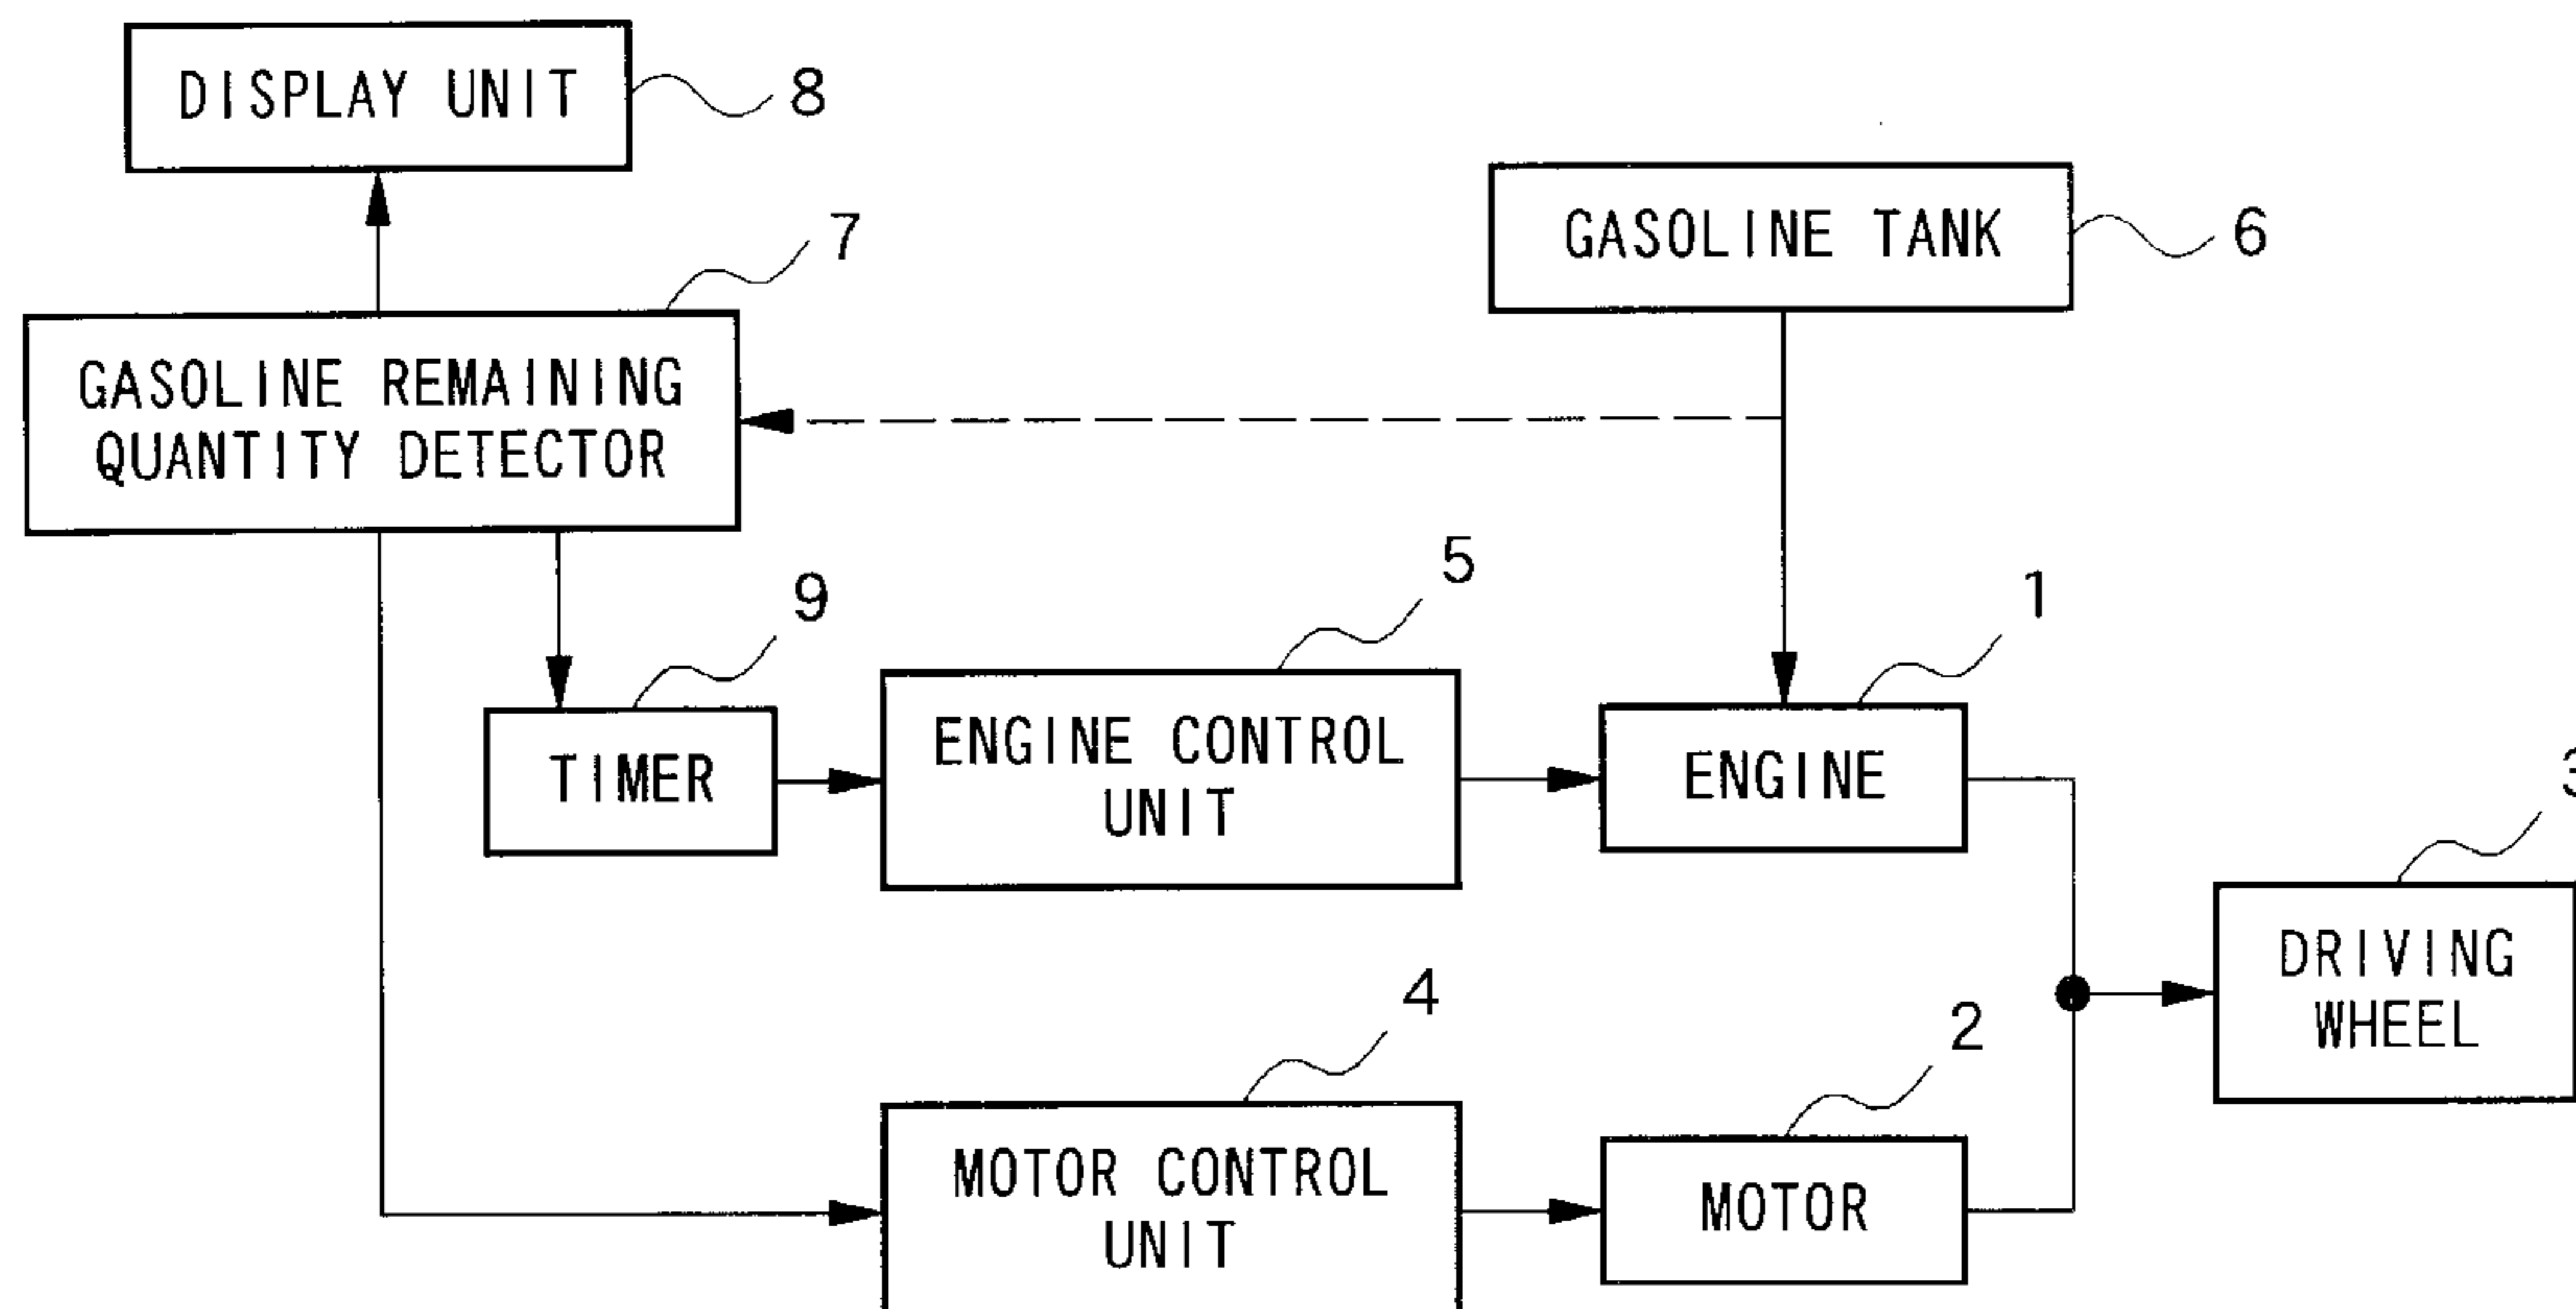 DISPLAY UNIT
8
GASOLINE TANK
6
7
GASOLINE REMAINING
QUANTITY DETECTOR
9
TIMER
5
ENGINE CONTROL
UNIT
1
ENGINE
3
DRIVING
WHEEL
4
MOTOR CONTROL
UNIT
2
MOTOR